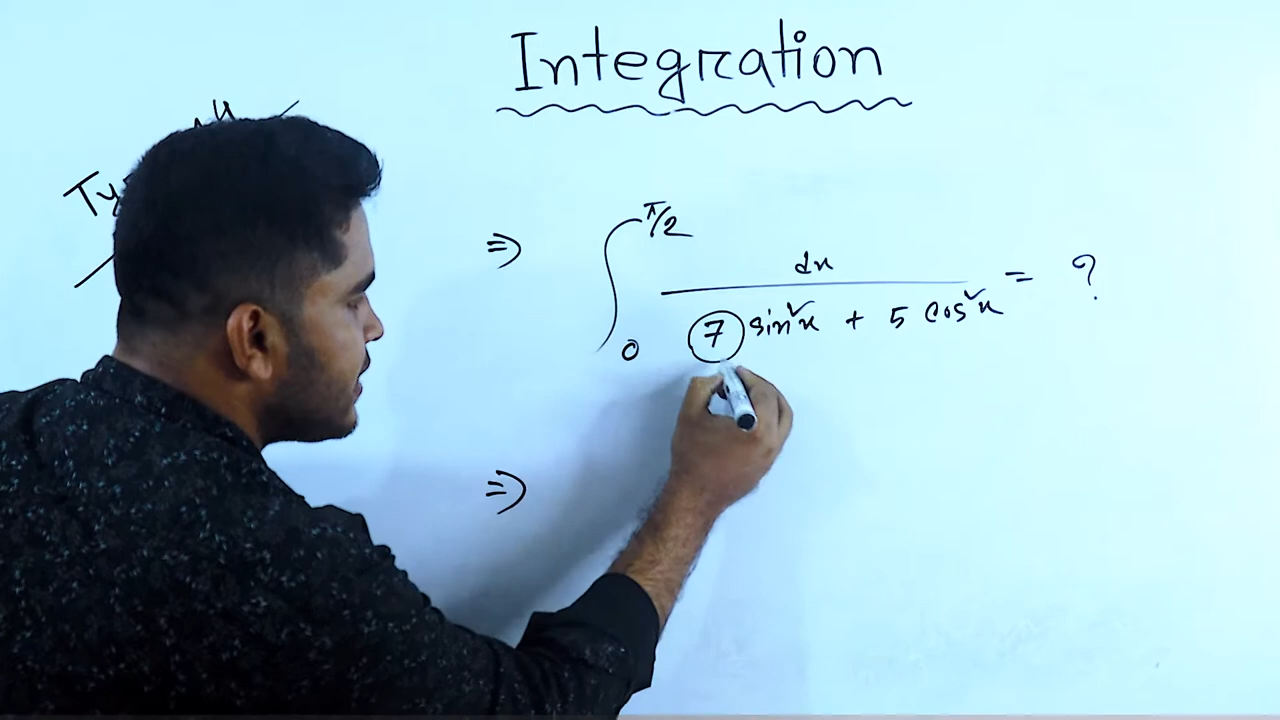 Integration
⇒ ∫₀^π/2 dx / 7 sin²x + 5 cos²x = ?
⇒